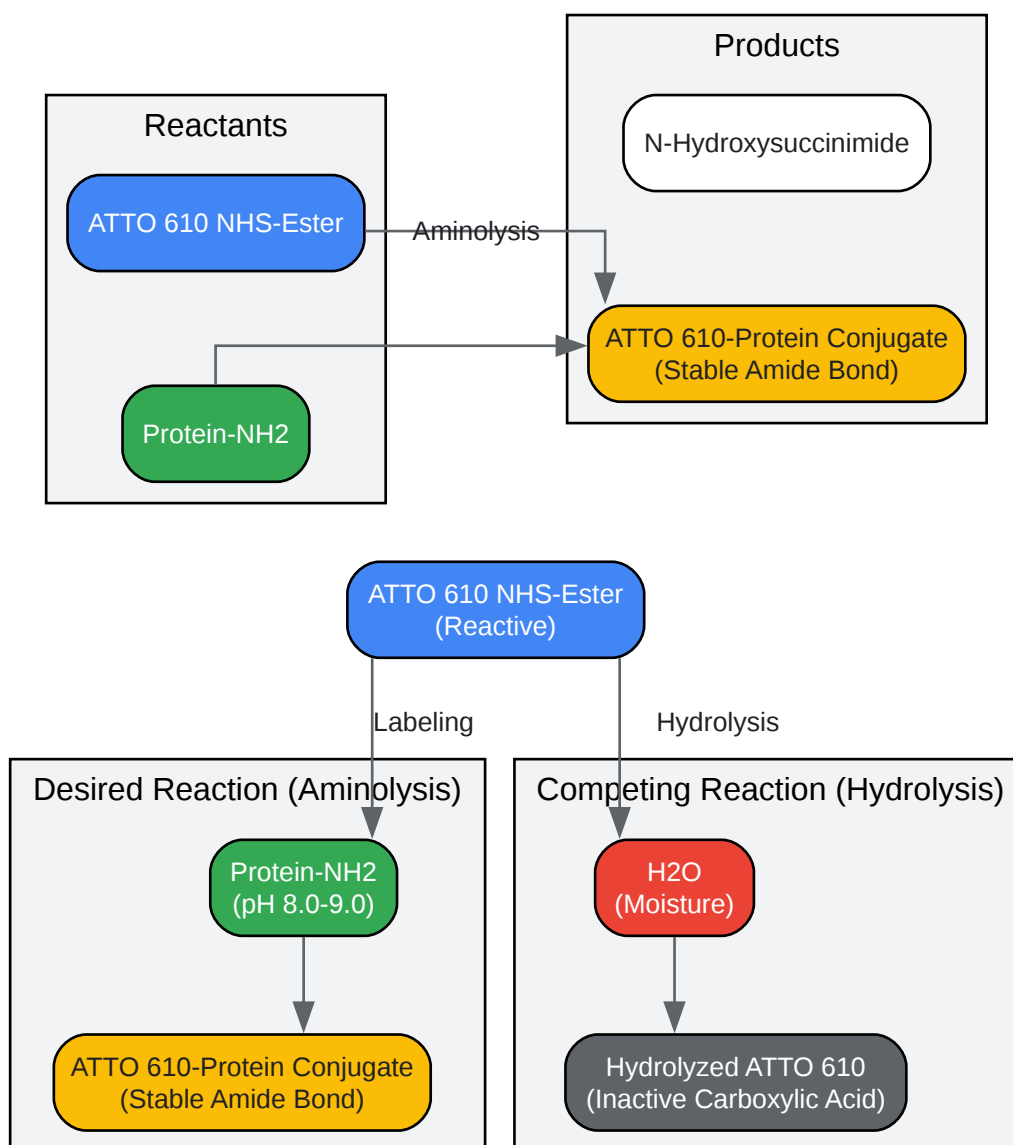 Products
Reactants
N-Hydroxysuccinimide
ATTO 610 NHS-Ester
Aminolysis
ATTO 610-Protein Conjugate
(Stable Amide Bond)
Protein-NH2
ATTO 610 NHS-Ester
(Reactive)
Labeling
Hydrolysis
Desired Reaction (Aminolysis)
Competing Reaction (Hydrolysis)
Protein-NH2
(pH 8.0-9.0)
H2O
(Moisture)
ATTO 610-Protein Conjugate
(Stable Amide Bond)
Hydrolyzed ATTO 610
(Inactive Carboxylic Acid)